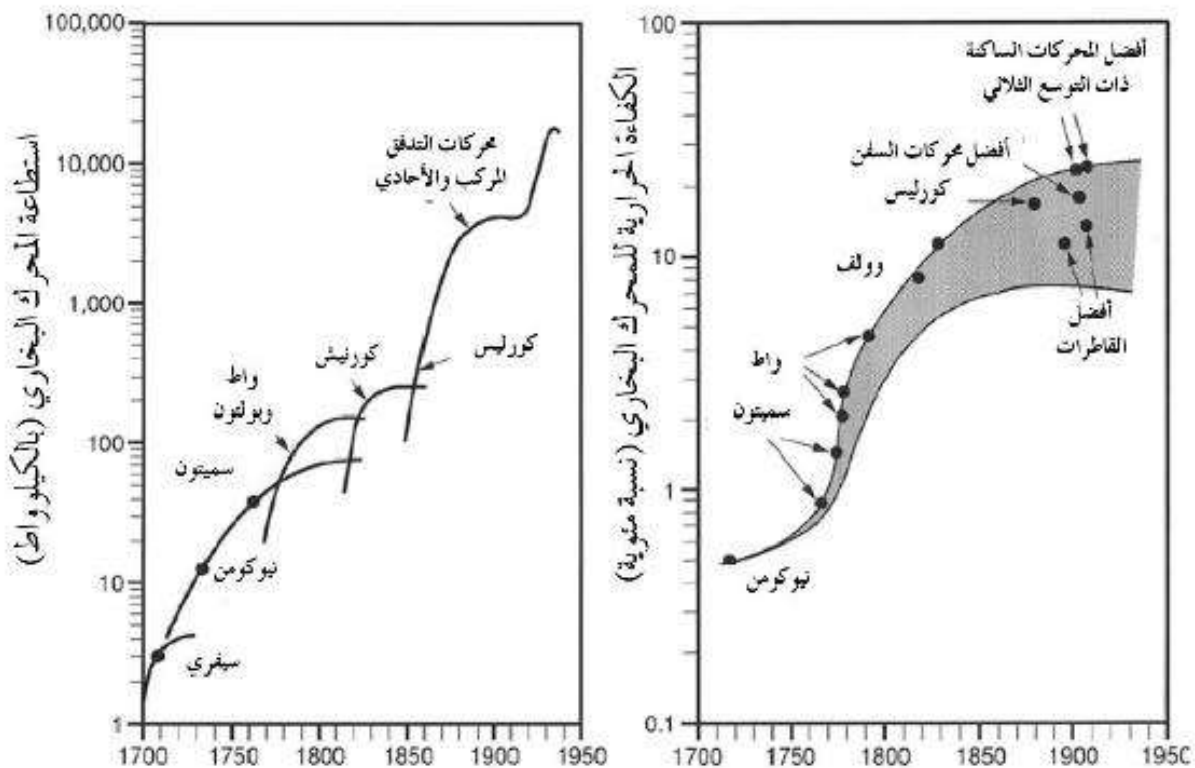 استطاعة المحرك البخاري (بالكيلوواط)
100,000
10,000
1,000
100
10
1
محركات التدفق
المركب والأحادي
كورليس
كورنيش
واط
وبولتون
سميتون
نيوكومن
سيفري
1700 1750 1800 1850 1900 1950
الكفاءة الحرارية للمحرك البخاري (نسبة مئوية)
100
10
1
0.1
أفضل المحركات الساكنة
ذات التوسع الثلاثي
أفضل محركات السفن
كورليس
وولف
أفضل
القاطرات
واط
سميتون
نيوكومن
1700 1750 1800 1850 1900 1950